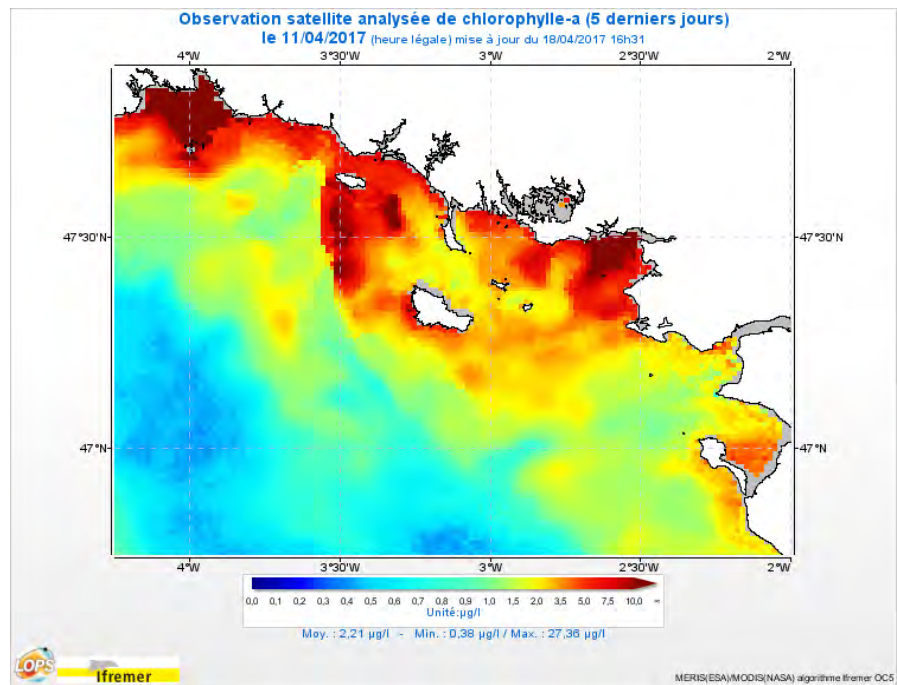 Observation satellite analysée de chlorophylle-a (5 derniers jours)
le 11/04/2017 (heure légale) mise à jour du 18/04/2017 16h31
4°W 3°30'W 3°W 2°30'W 2°W
47°30'N 47°30'N
47°N 47°N
4°W 3°30'W 3°W 2°30'W 2°W
0,0 0,1 0,2 0,3 0,4 0,5 0,6 0,7 0,8 0,9 1,0 1,5 2,0 3,5 5,0 7,5 10,0 ∞
Unité:µg/l
Moy. : 2,21 µg/l - Min. : 0,38 µg/l / Max. : 27,36 µg/l
LOPS
Ifremer
MERIS(ESA)/MODIS(NASA) algorithme Ifremer OC5